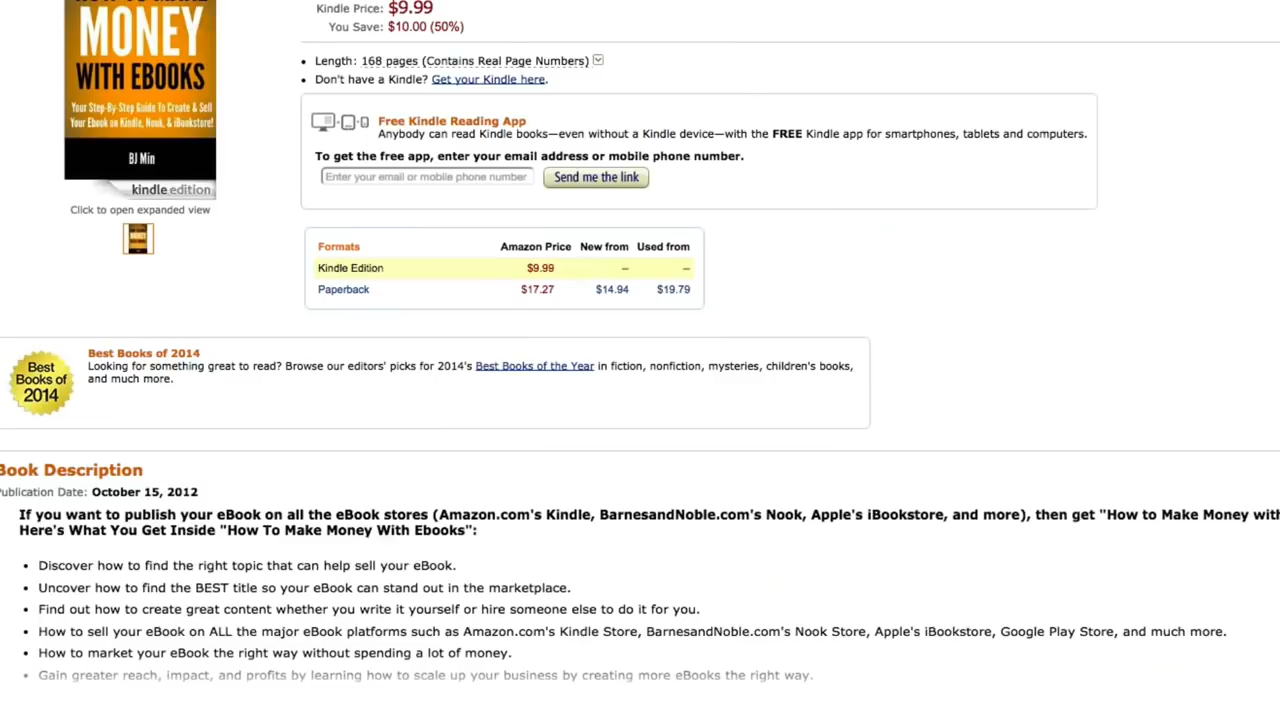 Kindle Price: $9.99
You Save: $10.00 (50%)
MONEY
WITH EBOOKS
Your Step-By-Step Guide To Create & Sell
Your Ebook on Kindle, Nook, & iBookstore!
BJ Min
kindle edition
Click to open expanded view
Length: 168 pages (Contains Real Page Numbers)
Don't have a Kindle? Get your Kindle here.
Free Kindle Reading App
Anybody can read Kindle books—even without a Kindle device—with the FREE Kindle app for smartphones, tablets and computers.
To get the free app, enter your email address or mobile phone number.
Enter your email or mobile phone number Send me the link
Formats Amazon Price New from Used from
Kindle Edition $9.99 — —
Paperback $17.27 $14.94 $19.79
Best Books of 2014
Best Books of 2014
Looking for something great to read? Browse our editors' picks for 2014's Best Books of the Year in fiction, nonfiction, mysteries, children's books,
and much more.
Book Description
Publication Date: October 15, 2012
If you want to publish your eBook on all the eBook stores (Amazon.com's Kindle, BarnesandNoble.com's Nook, Apple's iBookstore, and more), then get "How to Make Money with
Here's What You Get Inside "How To Make Money With Ebooks":
Discover how to find the right topic that can help sell your eBook.
Uncover how to find the BEST title so your eBook can stand out in the marketplace.
Find out how to create great content whether you write it yourself or hire someone else to do it for you.
How to sell your eBook on ALL the major eBook platforms such as Amazon.com's Kindle Store, BarnesandNoble.com's Nook Store, Apple's iBookstore, Google Play Store, and much more.
How to market your eBook the right way without spending a lot of money.
Gain greater reach, impact, and profits by learning how to scale up your business by creating more eBooks the right way.